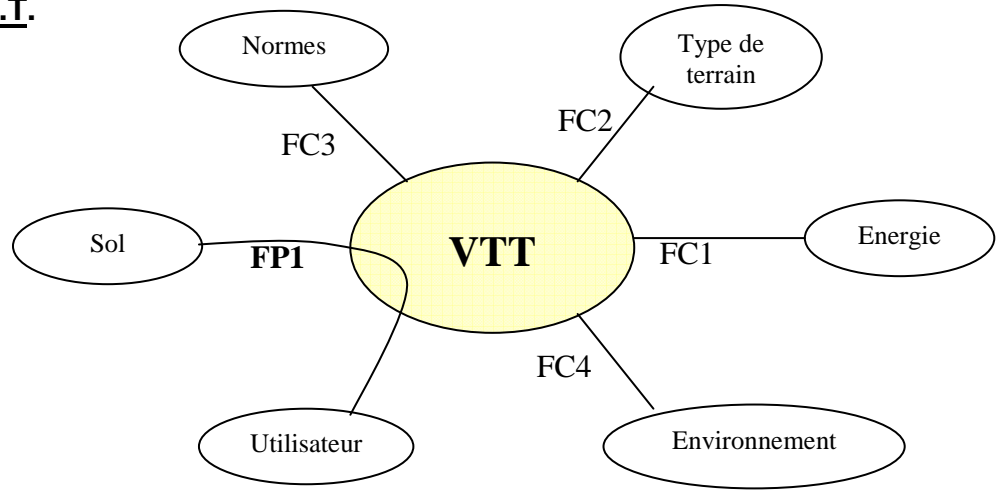 .T.
Normes
Type de
terrain
FC2
FC3
Sol
FP1
VTT
FC1
Energie
FC4
Utilisateur
Environnement